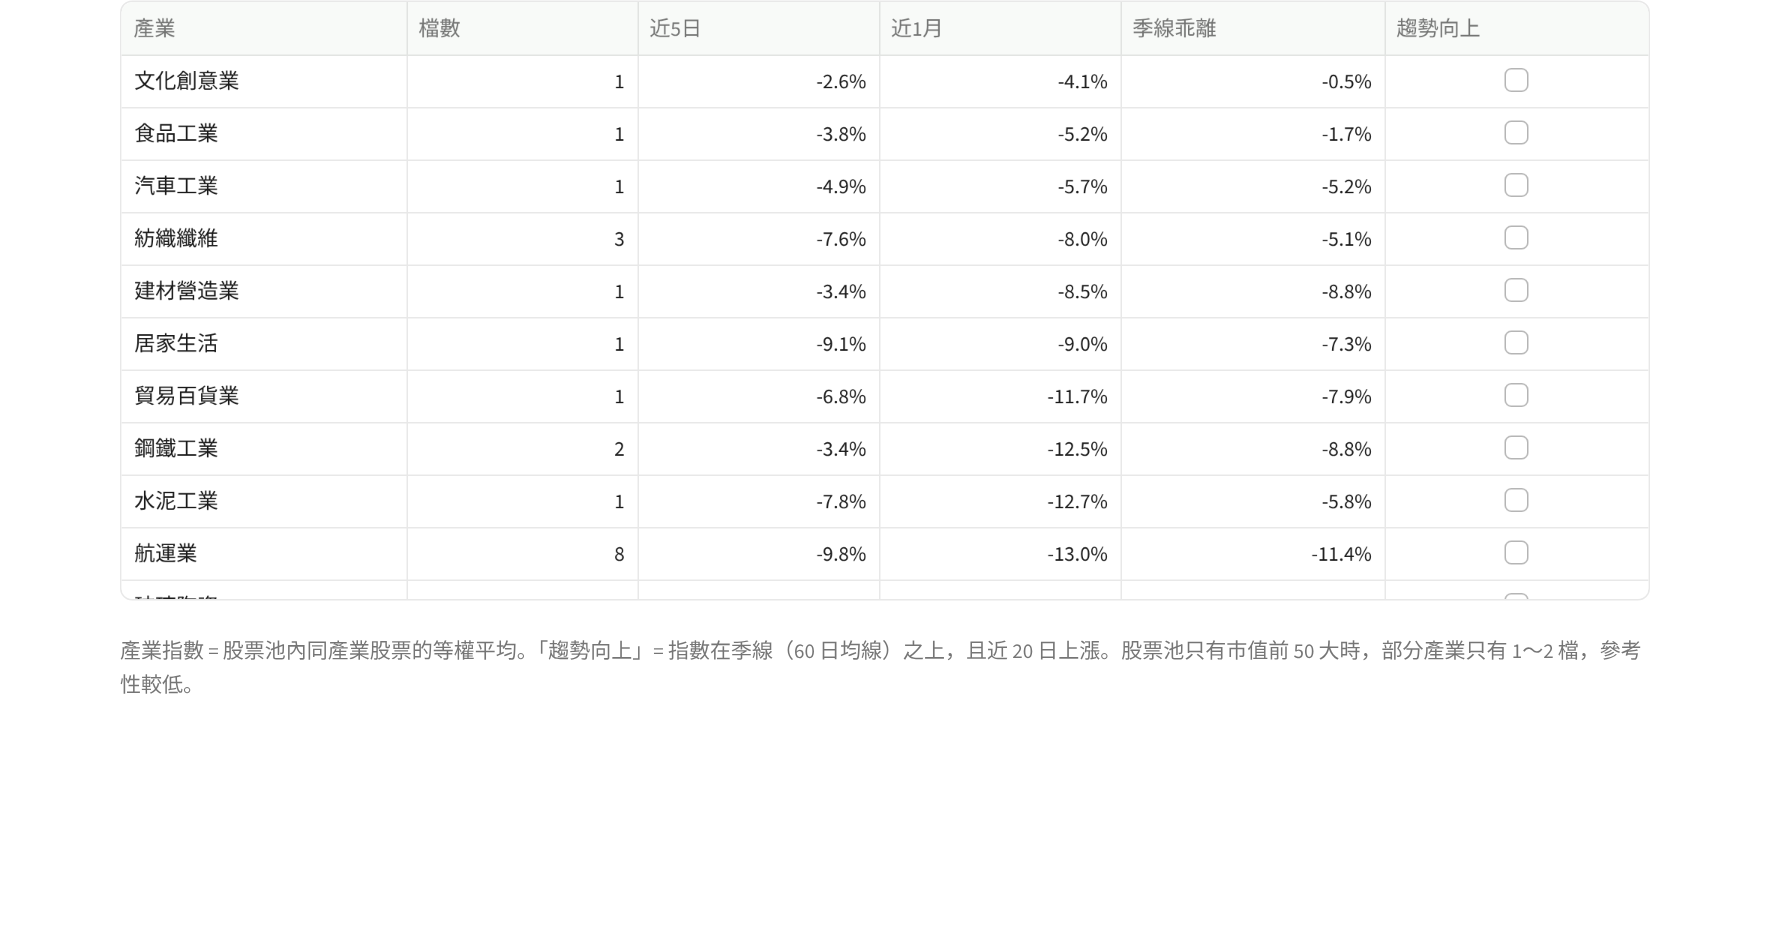 產業 檔數 近5日 近1月 季線乖離 趨勢向上
文化創意業 1 -2.6% -4.1% -0.5%
食品工業 1 -3.8% -5.2% -1.7%
汽車工業 1 -4.9% -5.7% -5.2%
紡織纖維 3 -7.6% -8.0% -5.1%
建材營造業 1 -3.4% -8.5% -8.8%
居家生活 1 -9.1% -9.0% -7.3%
貿易百貨業 1 -6.8% -11.7% -7.9%
鋼鐵工業 2 -3.4% -12.5% -8.8%
水泥工業 1 -7.8% -12.7% -5.8%
航運業 8 -9.8% -13.0% -11.4%
產業指數 = 股票池內同產業股票的等權平均。「趨勢向上」= 指數在季線（60 日均線）之上，且近 20 日上漲。股票池只有市值前 50 大時，部分產業只有 1～2 檔，參考
性較低。